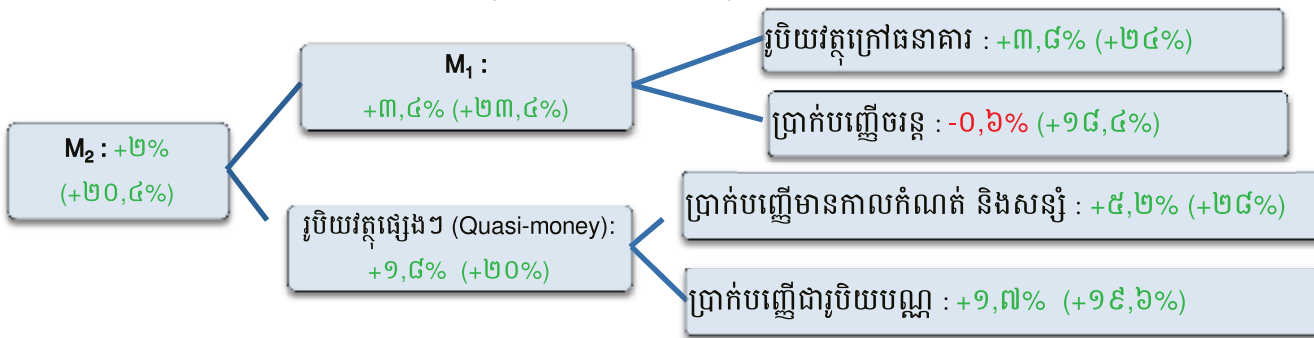 M2 : +២%
(+២០,៤%)
M1 :
+៣,៤% (+២៣,៤%)
រូបិយវត្ថុផ្សេងៗ (Quasi-money):
+១,៨% (+២០%)
រូបិយវត្ថុក្រៅធនាគារ : +៣,៨% (+២៤%)
ប្រាក់បញ្ញើចរន្ត : -០,៦% (+១៨,៤%)
ប្រាក់បញ្ញើមានកាលកំណត់ និងសន្សំ : +៥,២% (+២៨%)
ប្រាក់បញ្ញើជារូបិយបណ្ណ : +១,៧% (+១៩,៦%)